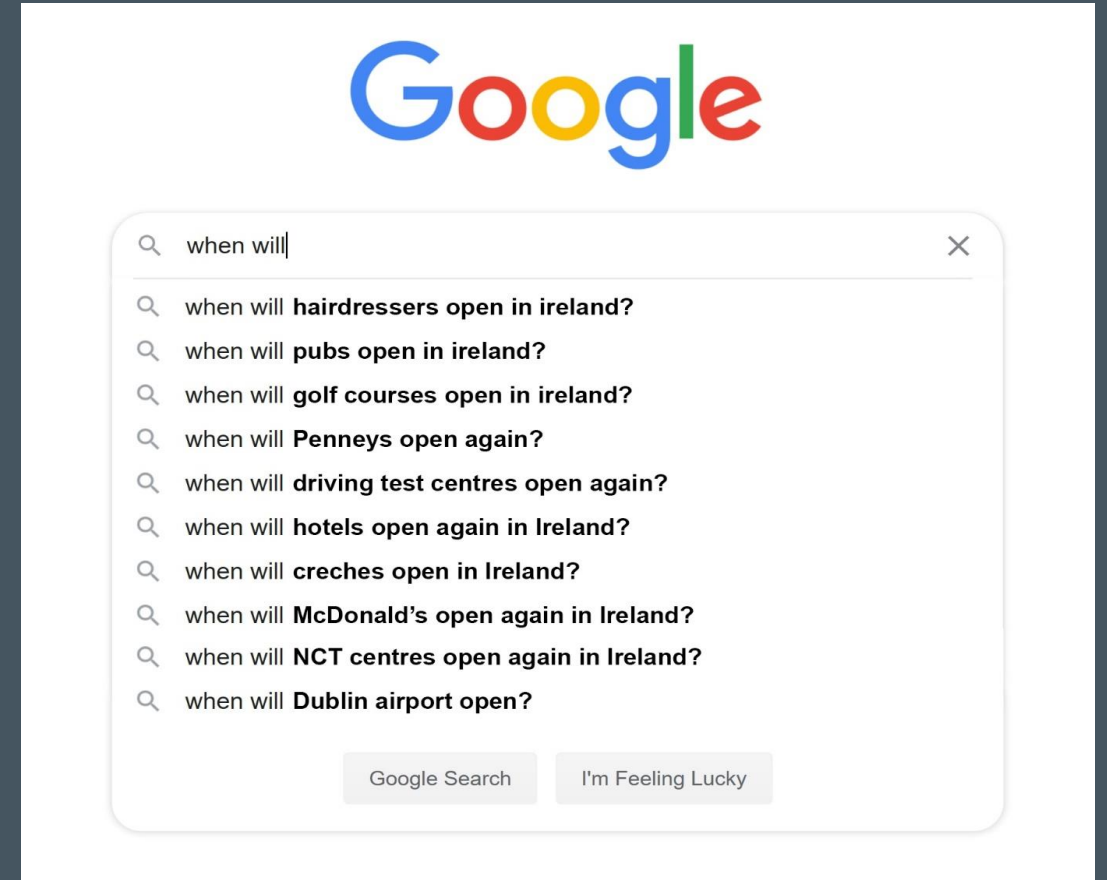 Google
when will
when will hairdressers open in ireland?
when will pubs open in ireland?
when will golf courses open in ireland?
when will Penneys open again?
when will driving test centres open again?
when will hotels open again in Ireland?
when will creches open in Ireland?
when will McDonald’s open again in Ireland?
when will NCT centres open again in Ireland?
when will Dublin airport open?
Google Search I'm Feeling Lucky